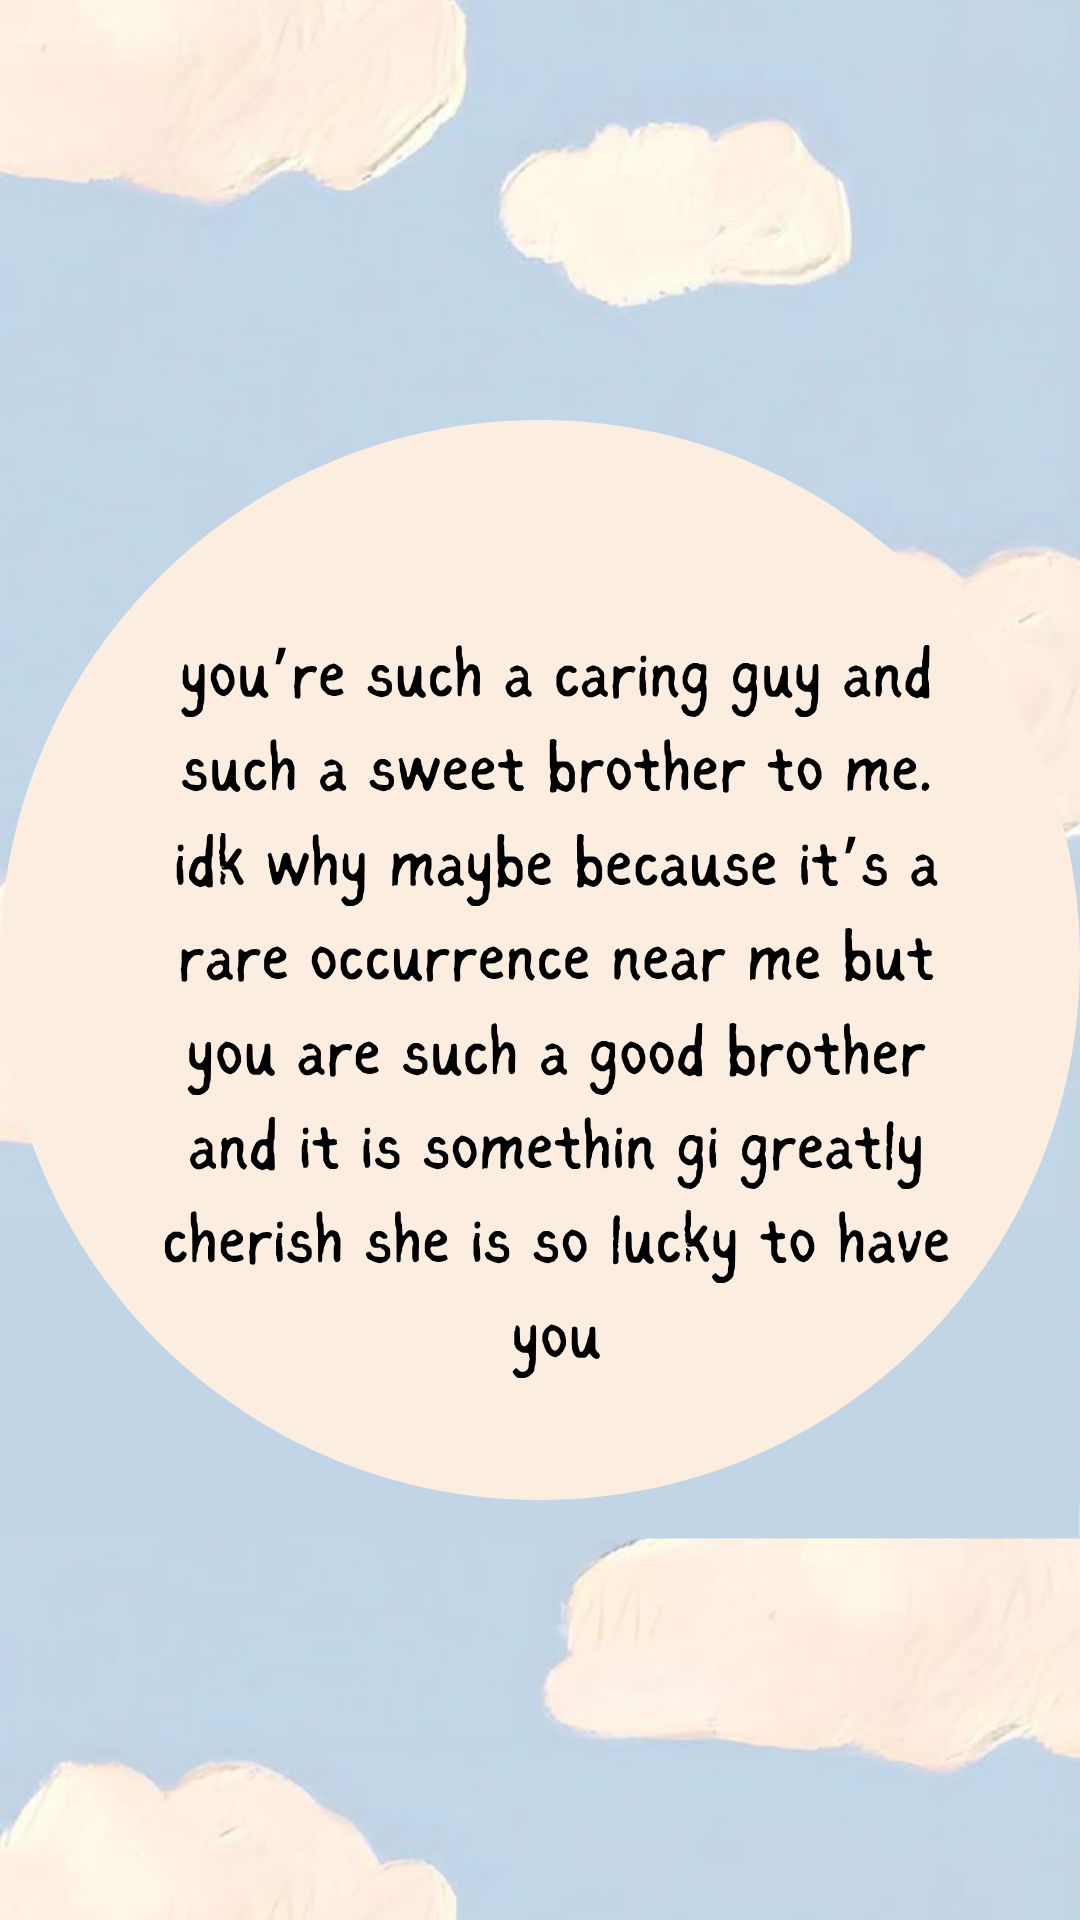 you're such a caring guy and
such a sweet brother to me.
idk why maybe because it's a
rare occurrence near me but
you are such a good brother
and it is somethin gi greatly
cherish she is so lucky to have
you